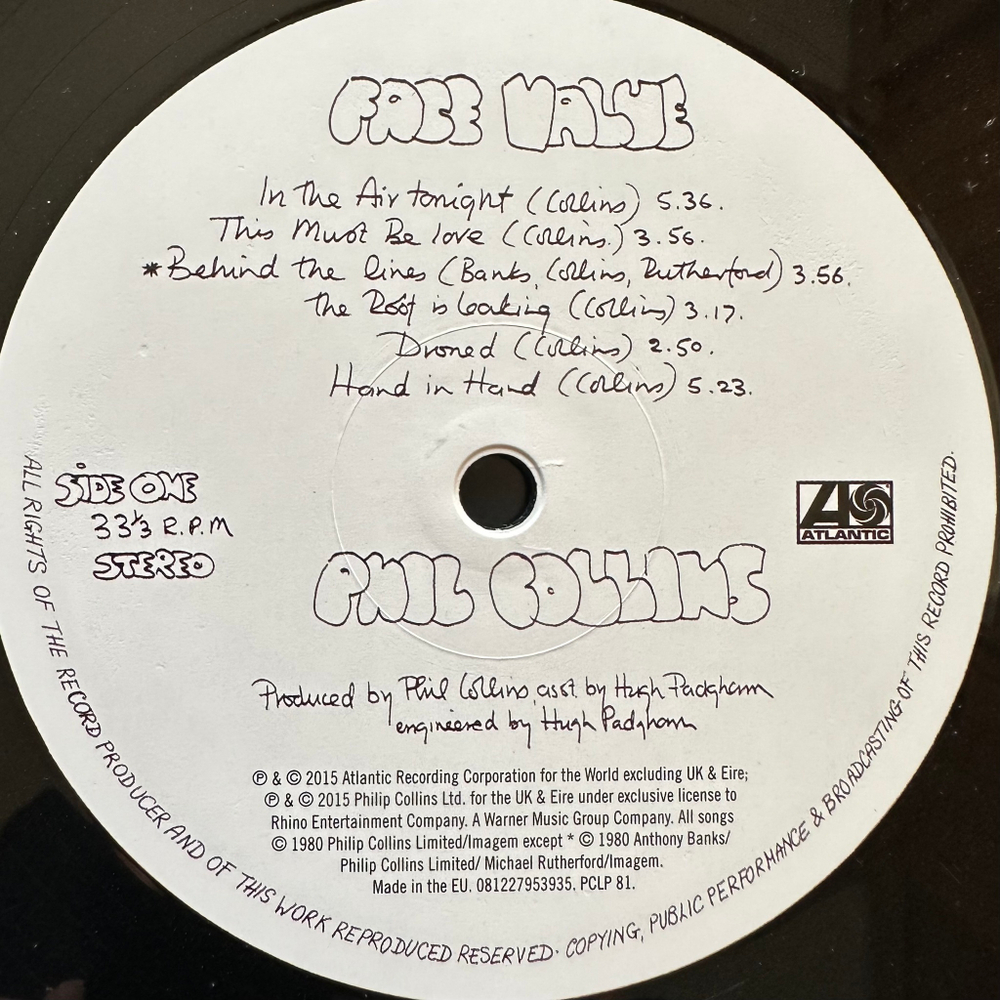 FACE VALUE
In the Air tonight (Collins) 5.36.
This Must Be love (Collins.) 3.56.
*Behind the lines (Banks, Collins, Rutherford) 3.56.
the Roof is leaking (Collins) 3.17.
Droned (Collins) 2.50.
Hand in Hand (Collins) 5.23.
SIDE ONE
33⅓ R.P.M
STEREO
ATLANTIC
PHIL COLLINS
Produced by Phil Collins, asst. by Hugh Padgham
engineered by Hugh Padgham
℗ & © 2015 Atlantic Recording Corporation for the World excluding UK & Eire;
℗ & © 2015 Philip Collins Ltd. for the UK & Eire under exclusive license to
Rhino Entertainment Company. A Warner Music Group Company. All songs
© 1980 Philip Collins Limited/Imagem except * © 1980 Anthony Banks/
Philip Collins Limited/ Michael Rutherford/Imagem.
Made in the EU. 081227953935. PCLP 81.
ALL RIGHTS OF THE RECORD PRODUCER AND OF THIS WORK REPRODUCED RESERVED. COPYING, PUBLIC PERFORMANCE & BROADCASTING OF THIS RECORD PROHIBITED.